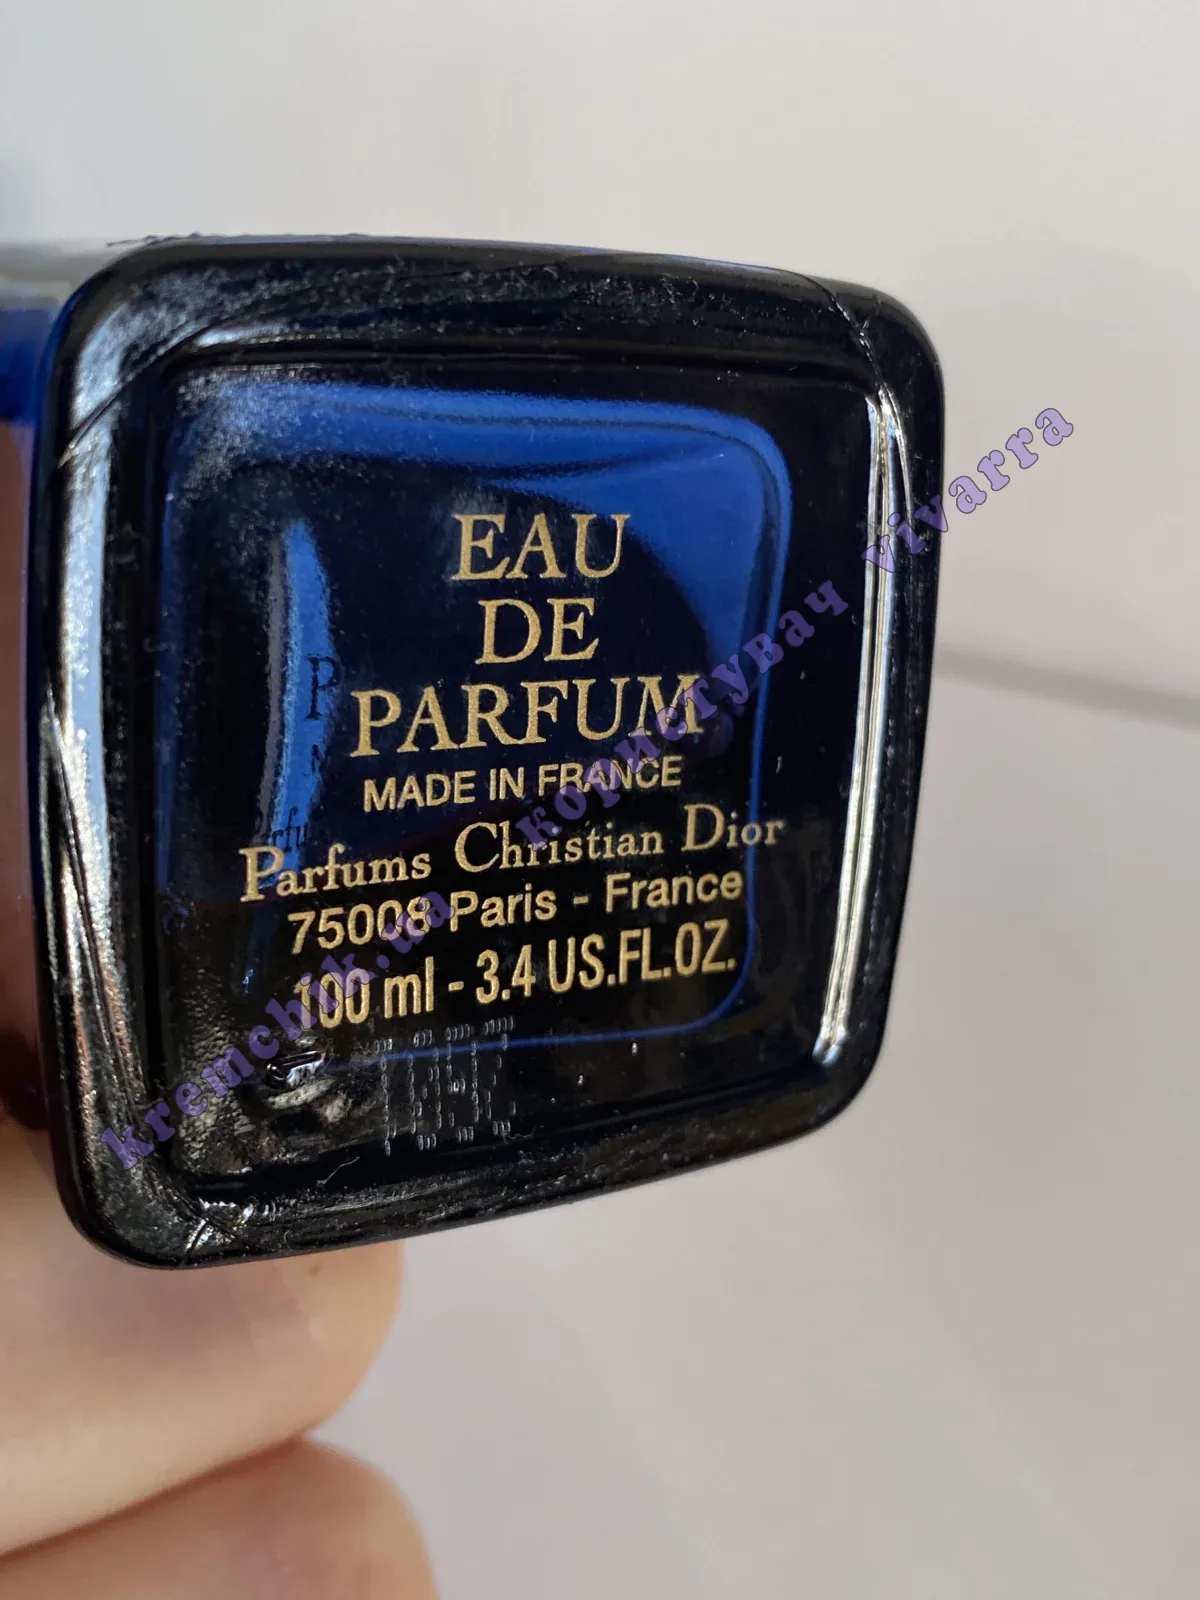 EAU
DE
PARFUM
MADE IN FRANCE
Parfums Christian Dior
75008 Paris - France
100 ml - 3.4 US.FL.OZ.
kremchik.ua користувач vivarra